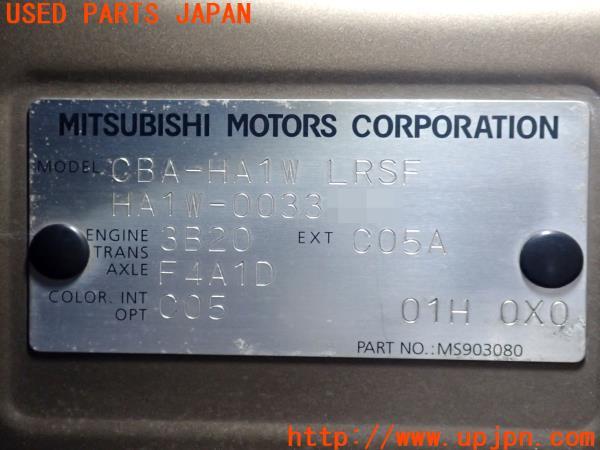 USED PARTS JAPAN
MITSUBISHI MOTORS CORPORATION
MODEL CBA-HA1W LRSF
HA1W-0033
ENGINE 3B20 EXT C05A
TRANS AXLE F4A1D
COLOR. INT OPT C05 01H 0X0
PART NO.:MS903080
http://www.upjpn.com/